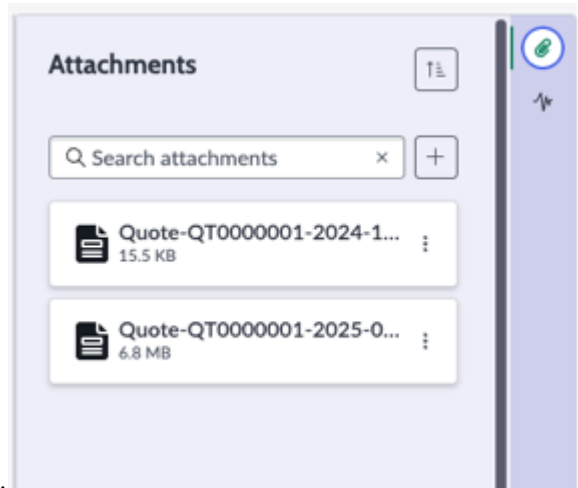 Attachments
Search attachments
Quote-QT0000001-2024-1...
15.5 KB
Quote-QT0000001-2025-0...
6.8 MB